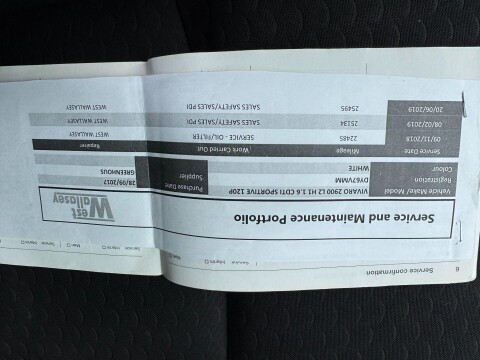 6 Service confirmation
Service and Maintenance Portfolio
West Wallasey
Vehicle Make/ Model VIVARO 2900 L2 H1 1.6 CDTI SPORTIVE 120P Purchase Date 28/09/2017
Registration DY67VMM Supplier GREENHOUS
Colour WHITE
Service Date Mileage Work Carried Out Repairer
09/11/2018 22485 SERVICE - OIL/FILTER WEST WALLASEY
08/02/2019 25134 SALES SAFETY/SALES PDI WEST WALLASEY
20/06/2019 25495 SALES SAFETY/SALES PDI WEST WALLASEY